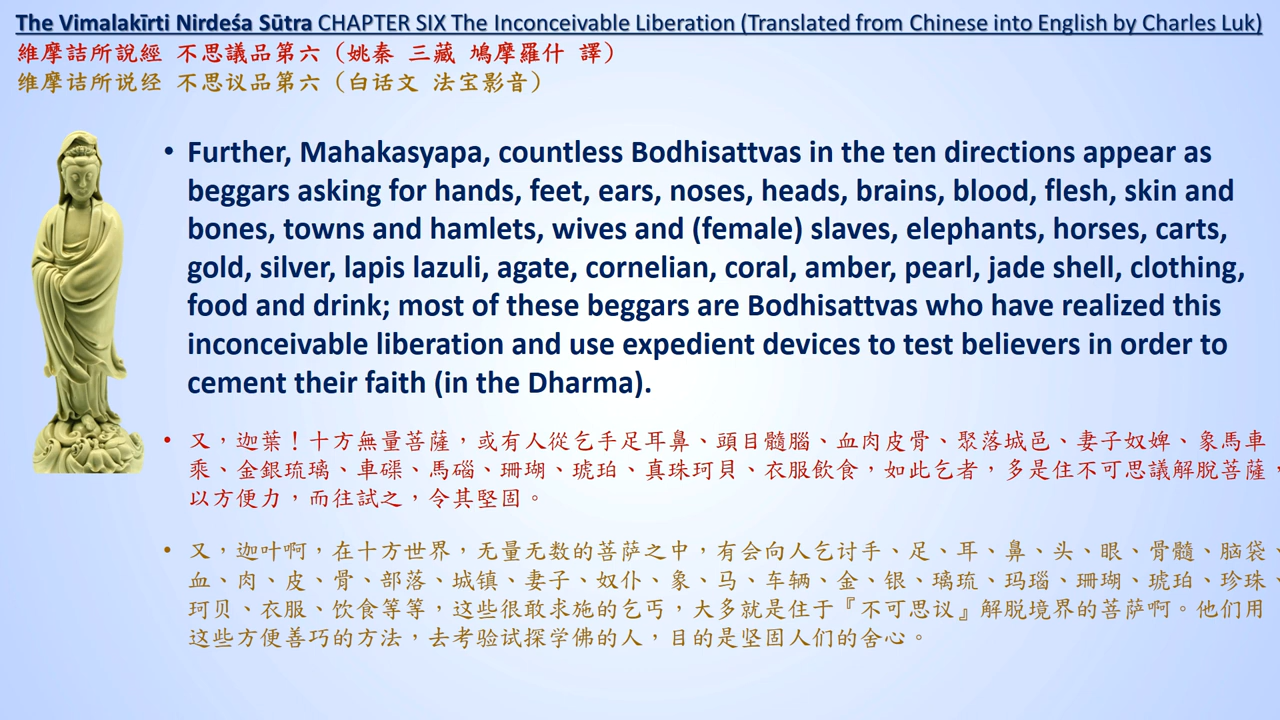 The Vimalakīrti Nirdeśa Sūtra CHAPTER SIX The Inconceivable Liberation (Translated from Chinese into English by Charles Luk)
維摩詰所說經 不思議品第六（姚秦 三藏 鳩摩羅什 譯）
维摩诘所说经 不思议品第六（白话文 法宝影音）
• Further, Mahakasyapa, countless Bodhisattvas in the ten directions appear as
beggars asking for hands, feet, ears, noses, heads, brains, blood, flesh, skin and
bones, towns and hamlets, wives and (female) slaves, elephants, horses, carts,
gold, silver, lapis lazuli, agate, cornelian, coral, amber, pearl, jade shell, clothing,
food and drink; most of these beggars are Bodhisattvas who have realized this
inconceivable liberation and use expedient devices to test believers in order to
cement their faith (in the Dharma).
• 又，迦葉！十方無量菩薩，或有人從乞手足耳鼻、頭目髓腦、血肉皮骨、聚落城邑、妻子奴婢、象馬車
乘、金銀琉璃、車磲、馬碯、珊瑚、琥珀、真珠珂貝、衣服飲食，如此乞者，多是住不可思議解脫菩薩，
以方便力，而往試之，令其堅固。
• 又，迦叶啊，在十方世界，无量无数的菩萨之中，有会向人乞讨手、足、耳、鼻、头、眼、骨髓、脑袋、
血、肉、皮、骨、部落、城镇、妻子、奴仆、象、马、车辆、金、银、璃琉、玛瑙、珊瑚、琥珀、珍珠、
珂贝、衣服、饮食等等，这些很敢求施的乞丐，大多就是住于『不可思议』解脱境界的菩萨啊。他们用
这些方便善巧的方法，去考验试探学佛的人，目的是坚固人们的舍心。